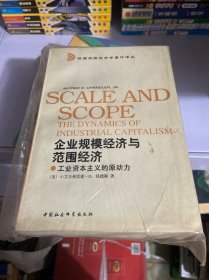 ALFRED D. CHANDLER, JR.
SCALE AND
SCOPE
THE DYNAMICS OF
INDUSTRIAL CAPITALISM
企业规模经济与
范围经济
工业资本主义的原动力
中国社会科学出版社